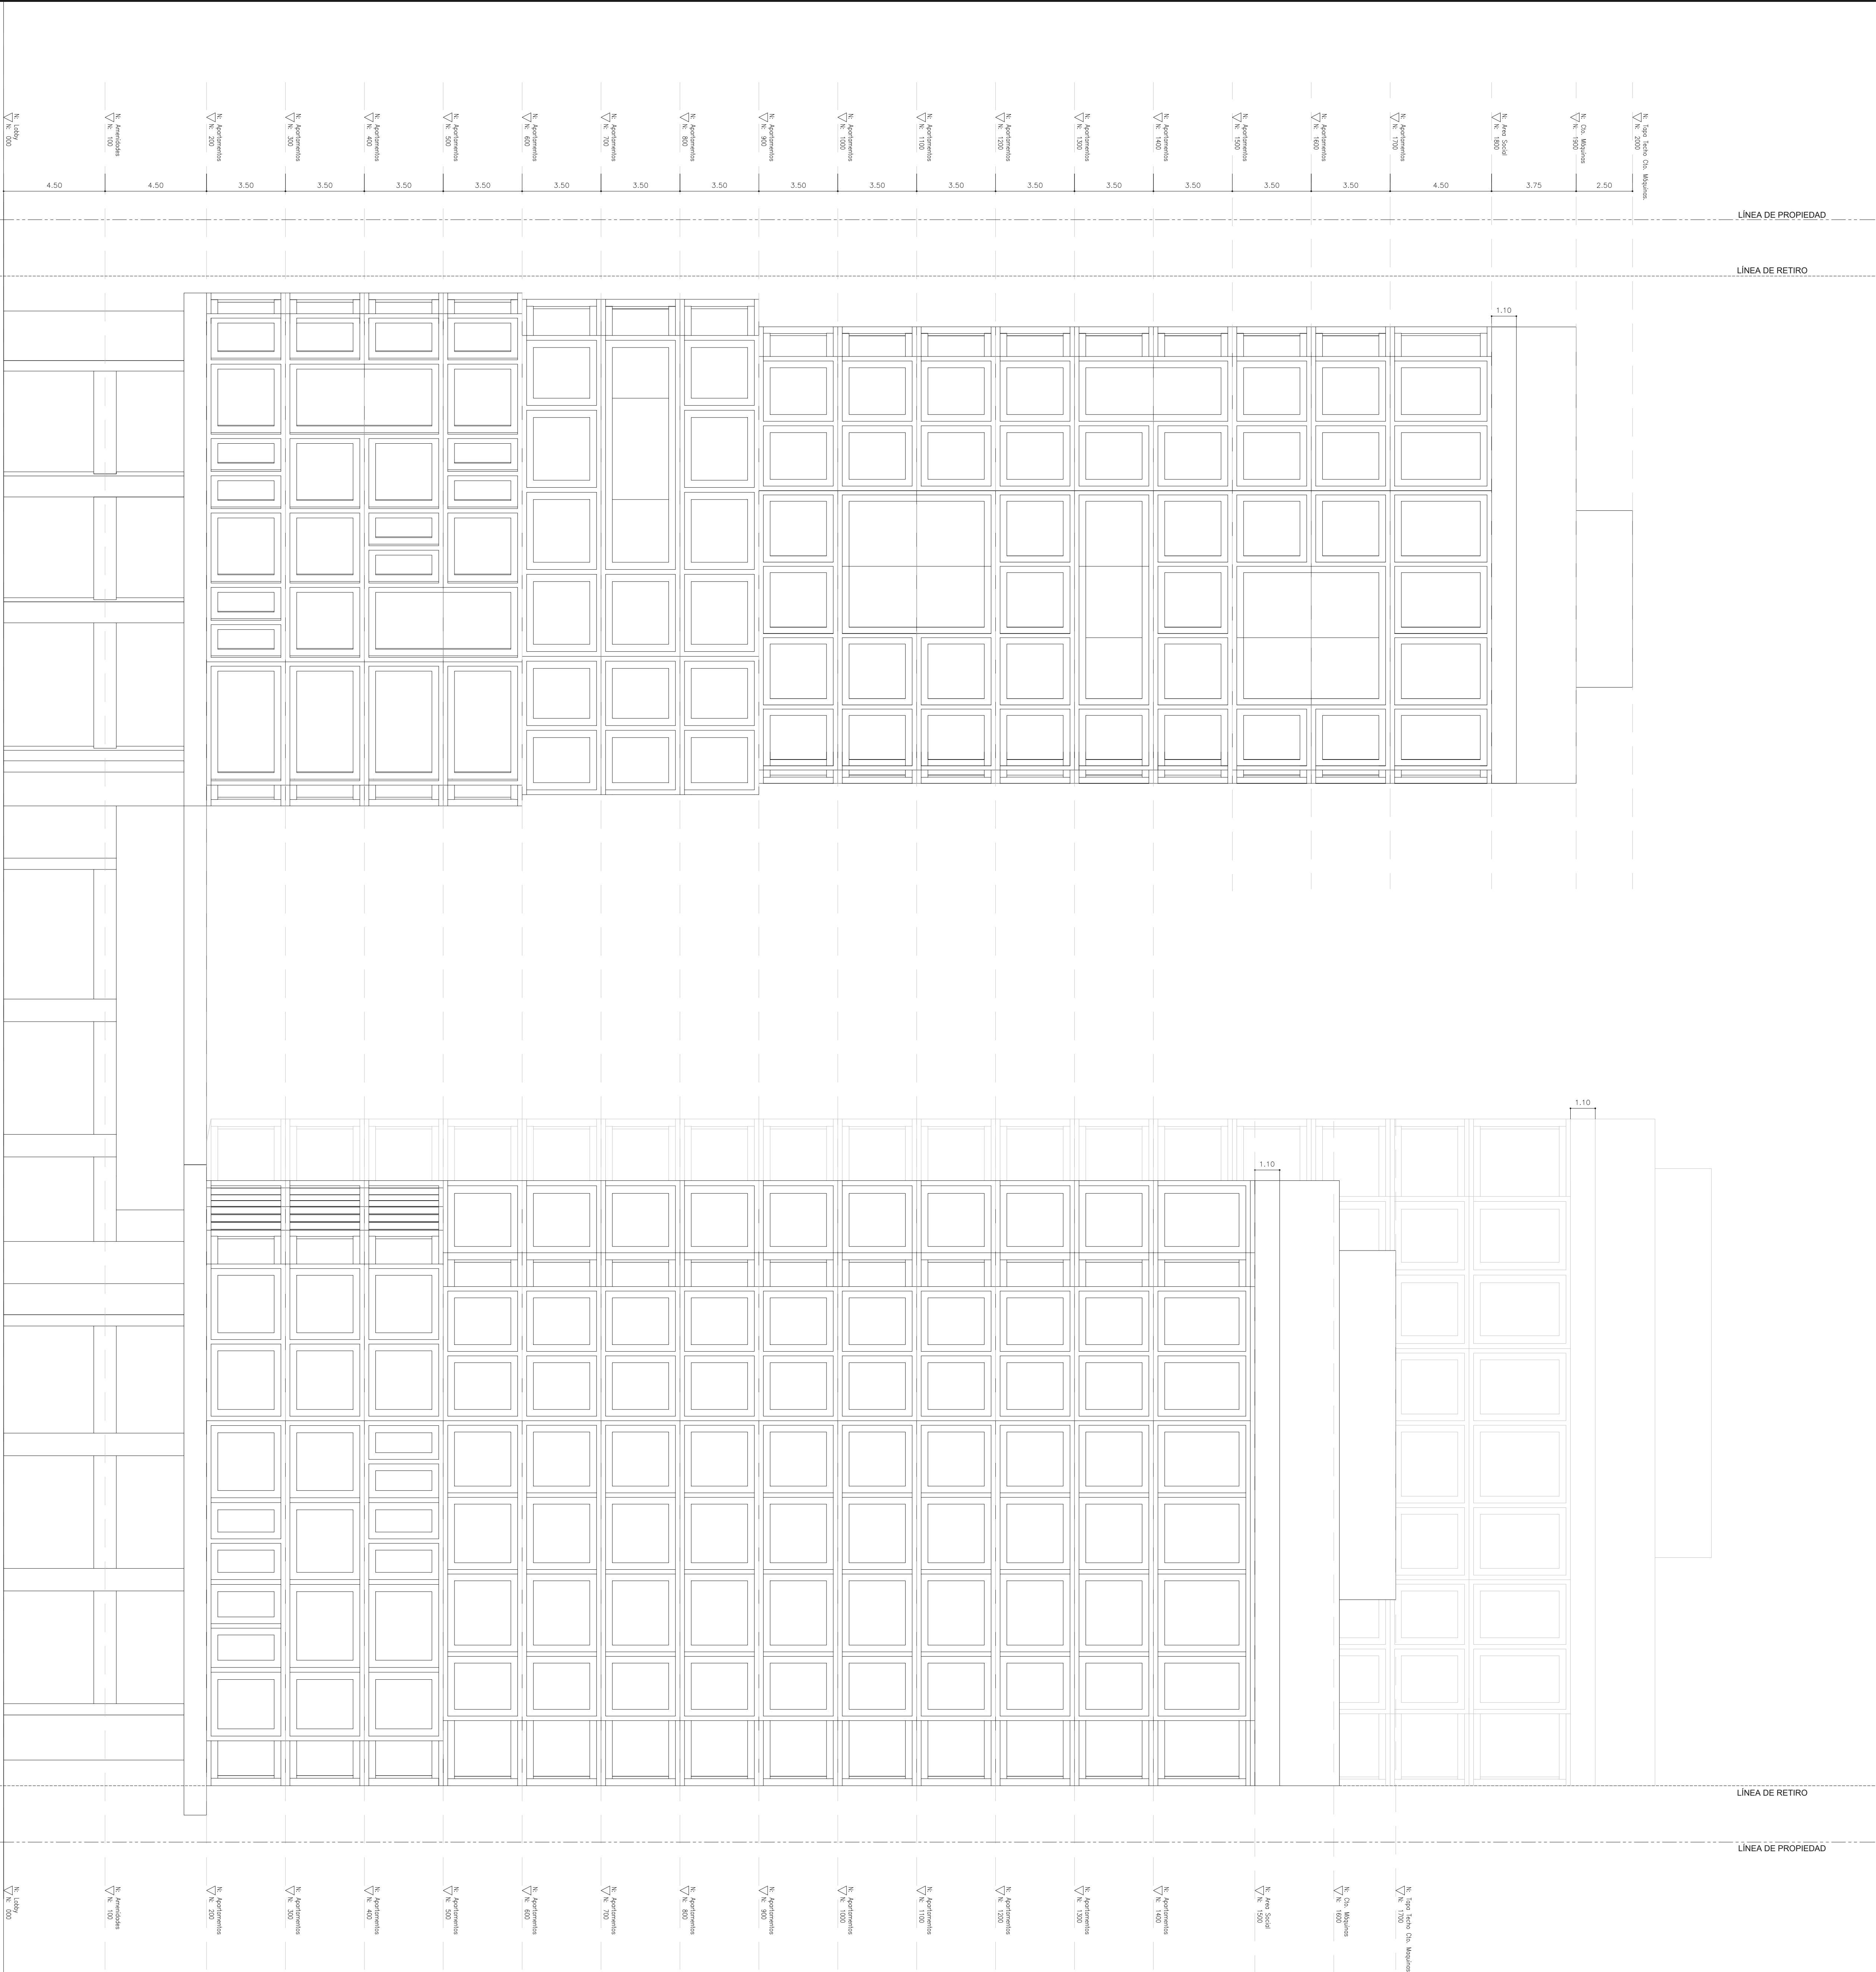 N: Lobby
N: 000
N: Amenidades
N: 100
N: Apartamentos
N: 200
N: Apartamentos
N: 300
N: Apartamentos
N: 400
N: Apartamentos
N: 500
N: Apartamentos
N: 600
N: Apartamentos
N: 700
N: Apartamentos
N: 800
N: Apartamentos
N: 900
N: Apartamentos
N: 1000
N: Apartamentos
N: 1100
N: Apartamentos
N: 1200
N: Apartamentos
N: 1300
N: Apartamentos
N: 1400
N: Apartamentos
N: 1500
N: Apartamentos
N: 1600
N: Apartamentos
N: 1700
N: Area Social
N: 1800
N: Cto. Máquinas
N: 1900
N: Tapa Techo Cto. Máquinas.
N: 2000
4.50 4.50 3.50 3.50 3.50 3.50 3.50 3.50 3.50 3.50 3.50 3.50 3.50 3.50 3.50 3.50 3.50 4.50 3.75 2.50
LÍNEA DE PROPIEDAD
LÍNEA DE RETIRO
1.10
1.10
1.10
LÍNEA DE RETIRO
LÍNEA DE PROPIEDAD
N: Lobby
N: 000
N: Amenidades
N: 100
N: Apartamentos
N: 200
N: Apartamentos
N: 300
N: Apartamentos
N: 400
N: Apartamentos
N: 500
N: Apartamentos
N: 600
N: Apartamentos
N: 700
N: Apartamentos
N: 800
N: Apartamentos
N: 900
N: Apartamentos
N: 1000
N: Apartamentos
N: 1100
N: Apartamentos
N: 1200
N: Apartamentos
N: 1300
N: Apartamentos
N: 1400
N: Area Social
N: 1500
N: Cto. Máquinas
N: 1600
N: Tapa Techo Cto. Maquinas
N: 1700